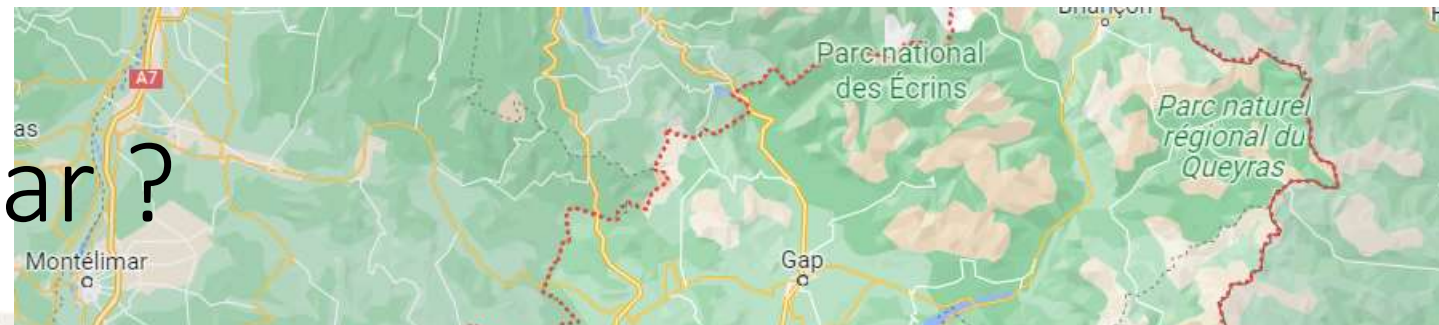 Briançon
Parc national
des Écrins
A7
Parc naturel
régional du
Queyras
as
ar ?
Montélimar
Gap